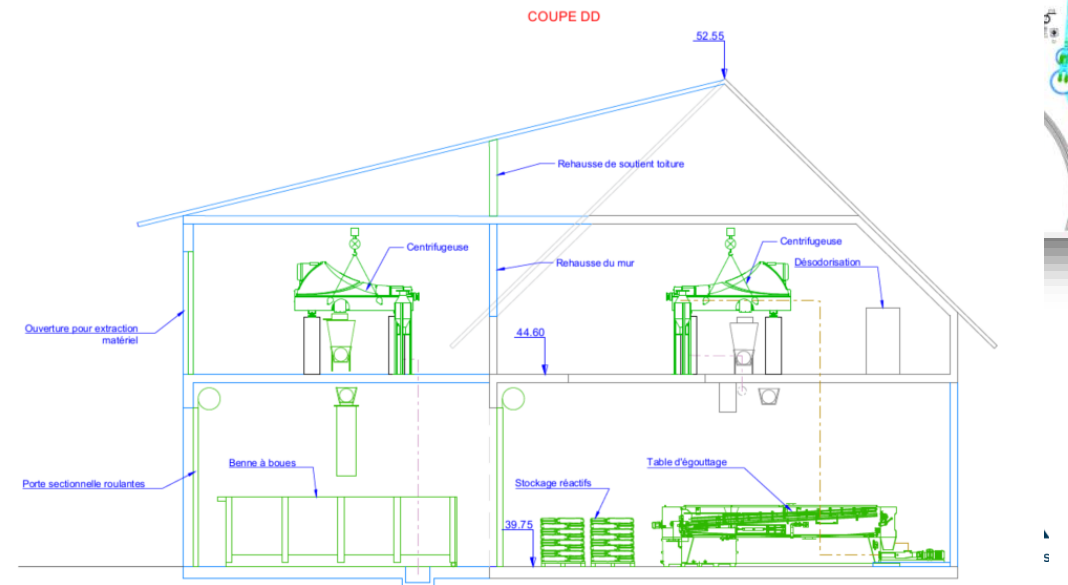 COUPE DD
52.55
Rehausse de soutient toiture
Centrifugeuse
Centrifugeuse
Rehausse du mur
Désodorisation
Ouverture pour extraction
matériel
44.60
Benne à boues
Table d'égouttage
Porte sectionnelle roulantes
Stockage réactifs
39.75
s